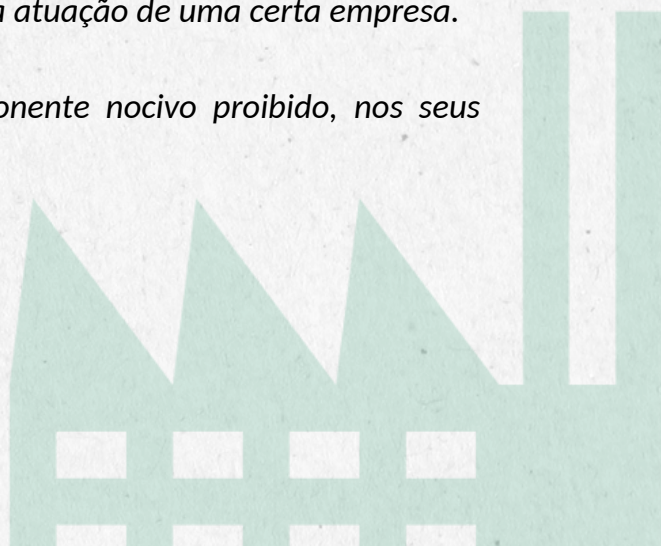 a atuação de uma certa empresa.
onente nocivo proibido, nos seus